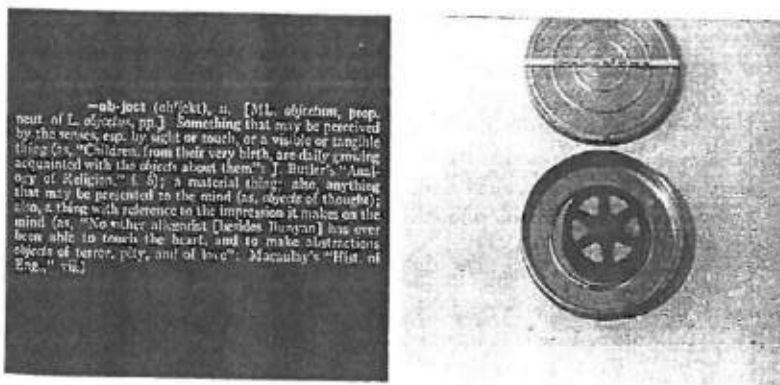 —ob-ject (ob'jekt), n. [ML. objectum, prop.
neut. of L. objectus, pp.] Something that may be perceived
by the senses, esp. by sight or touch, or a visible or tangible
thing (as, "Children, from their very birth, are daily growing
acquainted with the objects about them": J. Butler's "Anal-
ogy of Religion," i. 5); a material thing; also, anything
that may be presented to the mind (as, objects of thought);
also, a thing with reference to the impression it makes on the
mind (as, "No other allegorist [besides Bunyan] has ever
been able to touch the heart, and to make abstractions
objects of terror, pity, and of love": Macaulay's "Hist. of
Eng.," vii.)